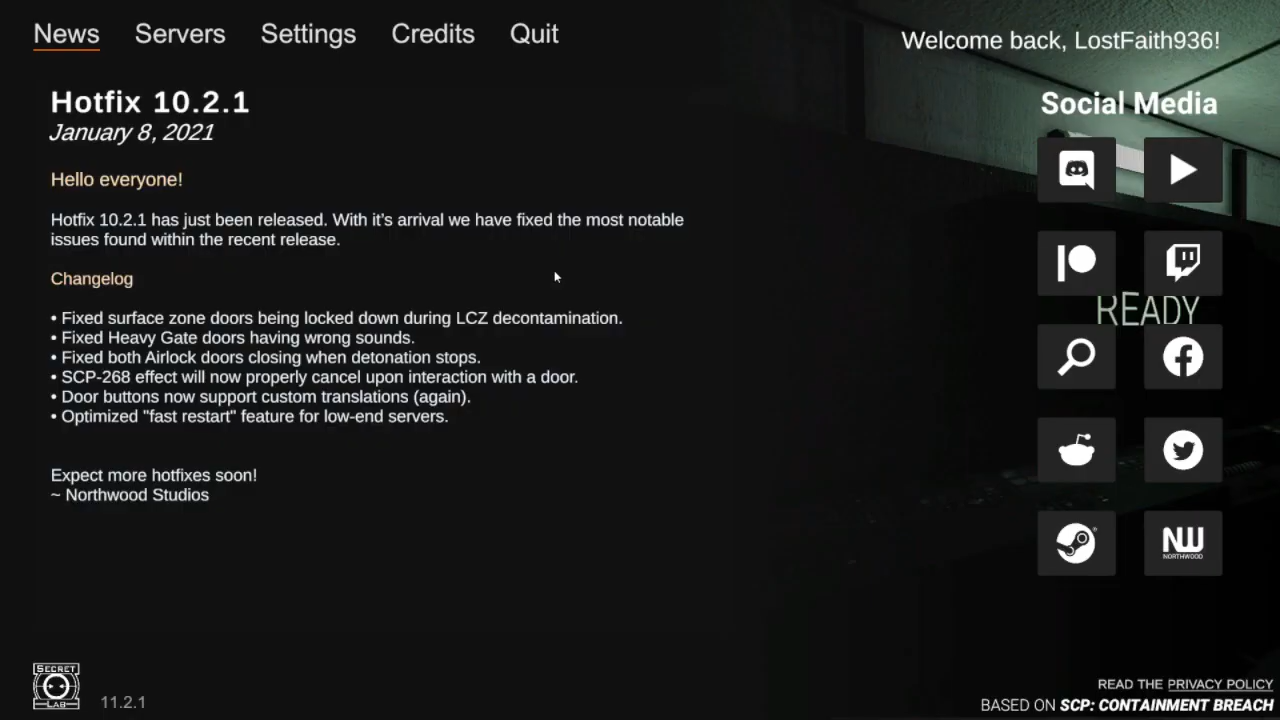 News Servers Settings Credits Quit
Welcome back, LostFaith936!
Hotfix 10.2.1
January 8, 2021
Hello everyone!
Hotfix 10.2.1 has just been released. With it's arrival we have fixed the most notable
issues found within the recent release.
Changelog
• Fixed surface zone doors being locked down during LCZ decontamination.
• Fixed Heavy Gate doors having wrong sounds.
• Fixed both Airlock doors closing when detonation stops.
• SCP-268 effect will now properly cancel upon interaction with a door.
• Door buttons now support custom translations (again).
• Optimized "fast restart" feature for low-end servers.
Expect more hotfixes soon!
~ Northwood Studios
Social Media
READY
NW
NORTHWOOD
SECRET
LAB
11.2.1
READ THE PRIVACY POLICY
BASED ON SCP: CONTAINMENT BREACH